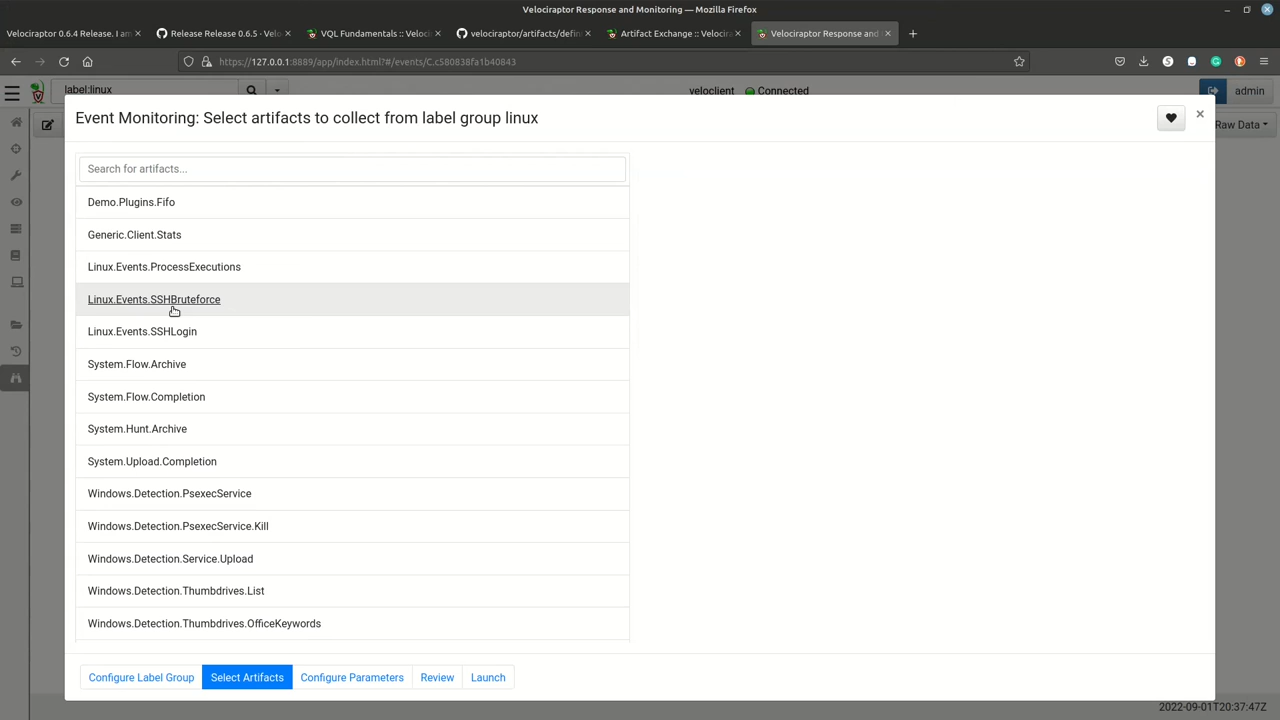 Velociraptor Response and Monitoring — Mozilla Firefox
Velociraptor 0.6.4 Release. I am
Release Release 0.6.5 · Velo
VQL Fundamentals :: Veloci
velociraptor/artifacts/defin
Artifact Exchange :: Velocira
Velociraptor Response and
https://127.0.0.1:8889/app/index.html?#/events/C.c580838fa1b40843
label:linux
veloclient
Connected
admin
Event Monitoring: Select artifacts to collect from label group linux
Raw Data
Search for artifacts...
Demo.Plugins.Fifo
Generic.Client.Stats
Linux.Events.ProcessExecutions
Linux.Events.SSHBruteforce
Linux.Events.SSHLogin
System.Flow.Archive
System.Flow.Completion
System.Hunt.Archive
System.Upload.Completion
Windows.Detection.PsexecService
Windows.Detection.PsexecService.Kill
Windows.Detection.Service.Upload
Windows.Detection.Thumbdrives.List
Windows.Detection.Thumbdrives.OfficeKeywords
Configure Label Group
Select Artifacts
Configure Parameters
Review
Launch
2022-09-01T20:37:47Z